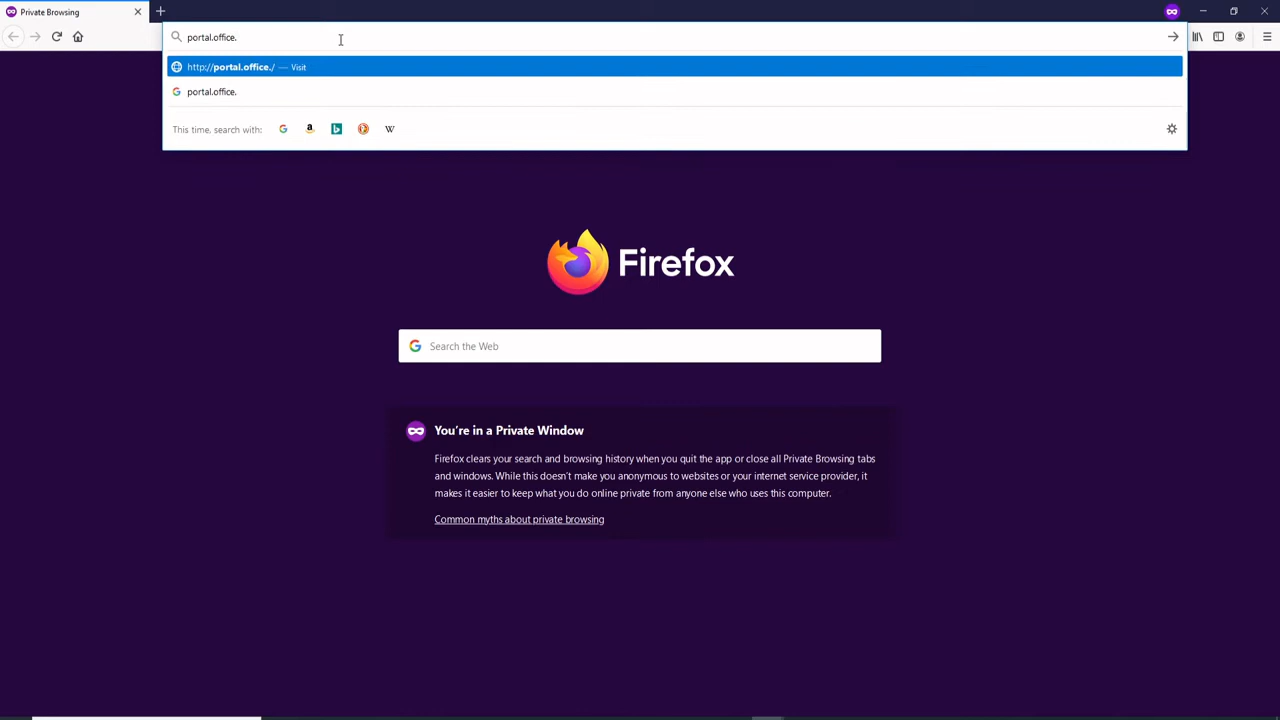 Private Browsing
portal.office.
http://portal.office./ — Visit
portal.office.
This time, search with:
Firefox
Search the Web
You're in a Private Window
Firefox clears your search and browsing history when you quit the app or close all Private Browsing tabs
and windows. While this doesn't make you anonymous to websites or your internet service provider, it
makes it easier to keep what you do online private from anyone else who uses this computer.
Common myths about private browsing